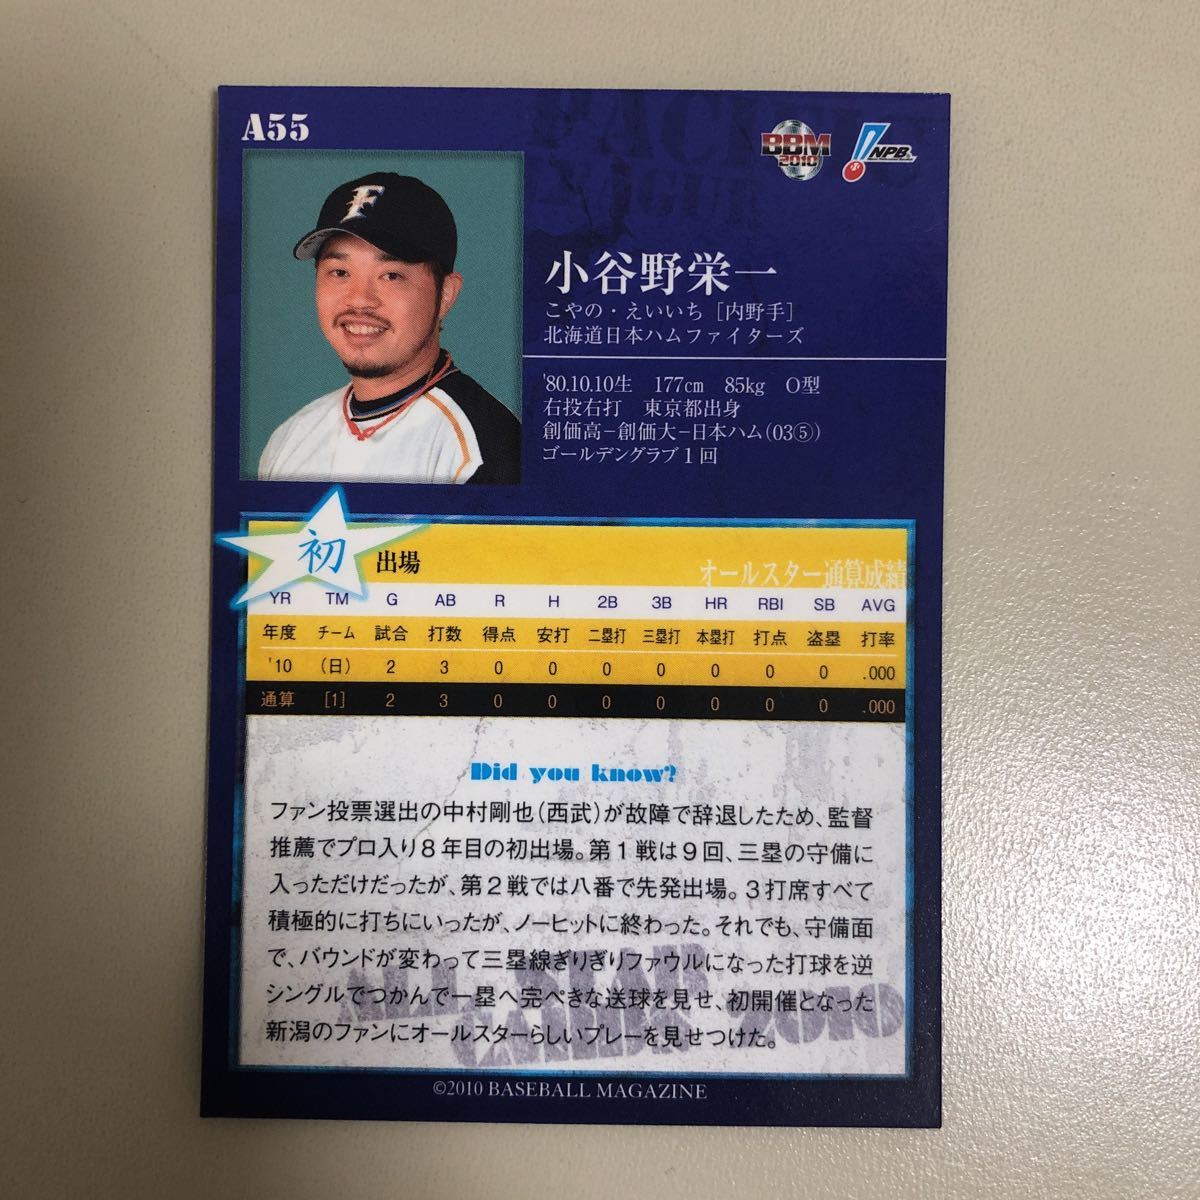 A55
PACIFIC
LEAGUE
BBM
2010
NPB
F
小谷野栄一
こやの・えいいち［内野手］
北海道日本ハムファイターズ
'80.10.10生　177cm　85kg　O型
右投右打　東京都出身
創価高−創価大−日本ハム(03⑤)
ゴールデングラブ1回
初 出場
オールスター通算成績
YR TM G AB R H 2B 3B HR RBI SB AVG
年度 チーム 試合 打数 得点 安打 二塁打 三塁打 本塁打 打点 盗塁 打率
'10 (日) 2 3 0 0 0 0 0 0 0 .000
通算 [1] 2 3 0 0 0 0 0 0 0 .000
Did you know?
ファン投票選出の中村剛也(西武)が故障で辞退したため、監督
推薦でプロ入り8年目の初出場。第1戦は9回、三塁の守備に
入っただけだったが、第2戦では八番で先発出場。3打席すべて
積極的に打ちにいったが、ノーヒットに終わった。それでも、守備面
で、バウンドが変わって三塁線ぎりぎりファウルになった打球を逆
シングルでつかんで一塁へ完ぺきな送球を見せ、初開催となった
新潟のファンにオールスターらしいプレーを見せつけた。
ALL STAR
GAMES 2010
©2010 BASEBALL MAGAZINE